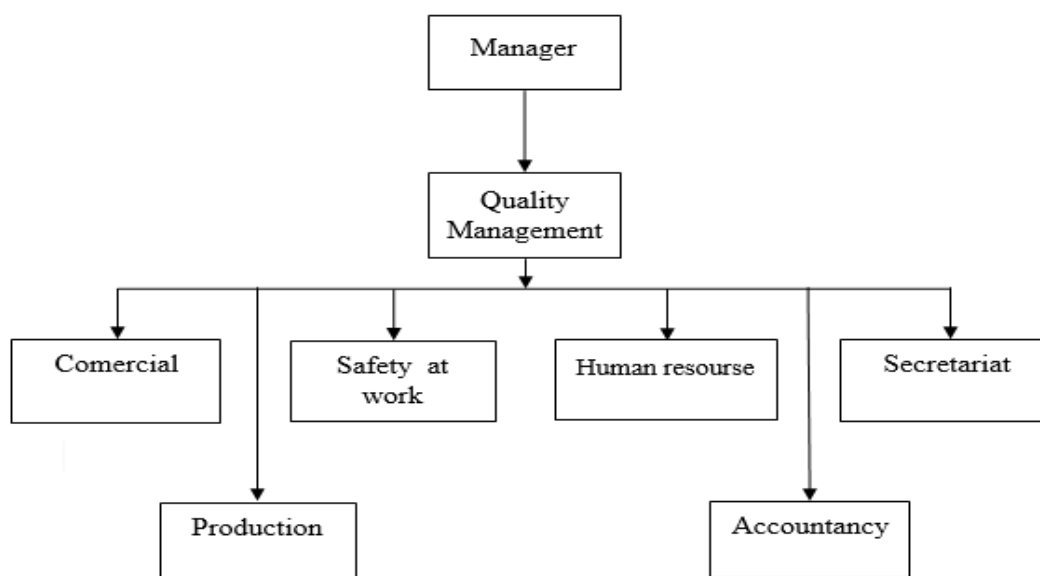 Manager
Quality
Management
Comercial
Safety at
work
Human resourse
Secretariat
Production
Accountancy